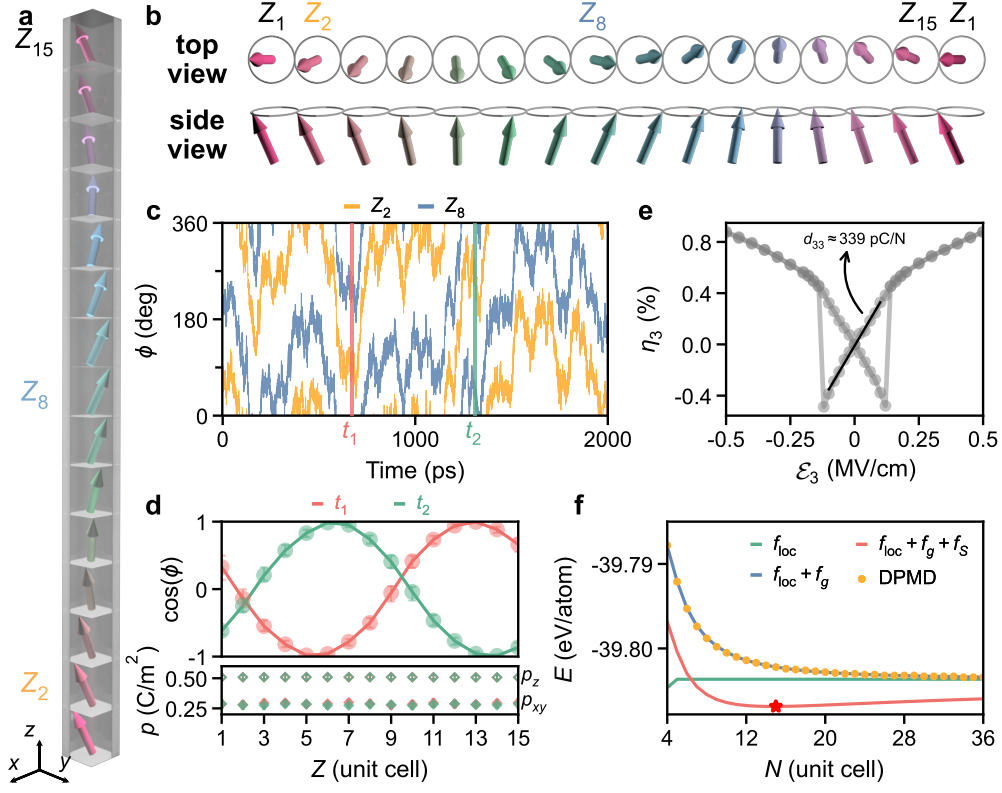 a
Z15
Z8
Z2
z
x
y
b
Z1
Z2
Z8
Z15
Z1
top
view
side
view
c
Z2
Z8
360
180
0
ϕ (deg)
0
t1
1000
t2
2000
Time (ps)
d
t1
t2
1
0
-1
cos(ϕ)
0.50
0.25
p (C/m²)
pz
pxy
1
3
5
7
9
11
13
15
Z (unit cell)
e
d33 ≈ 339 pC/N
0.8
0.4
0.0
-0.4
η3 (%)
-0.5
-0.25
0
0.25
0.5
ℰ3 (MV/cm)
f
floc
floc + fg + fS
floc + fg
DPMD
-39.79
-39.80
E (eV/atom)
4
12
20
28
36
N (unit cell)